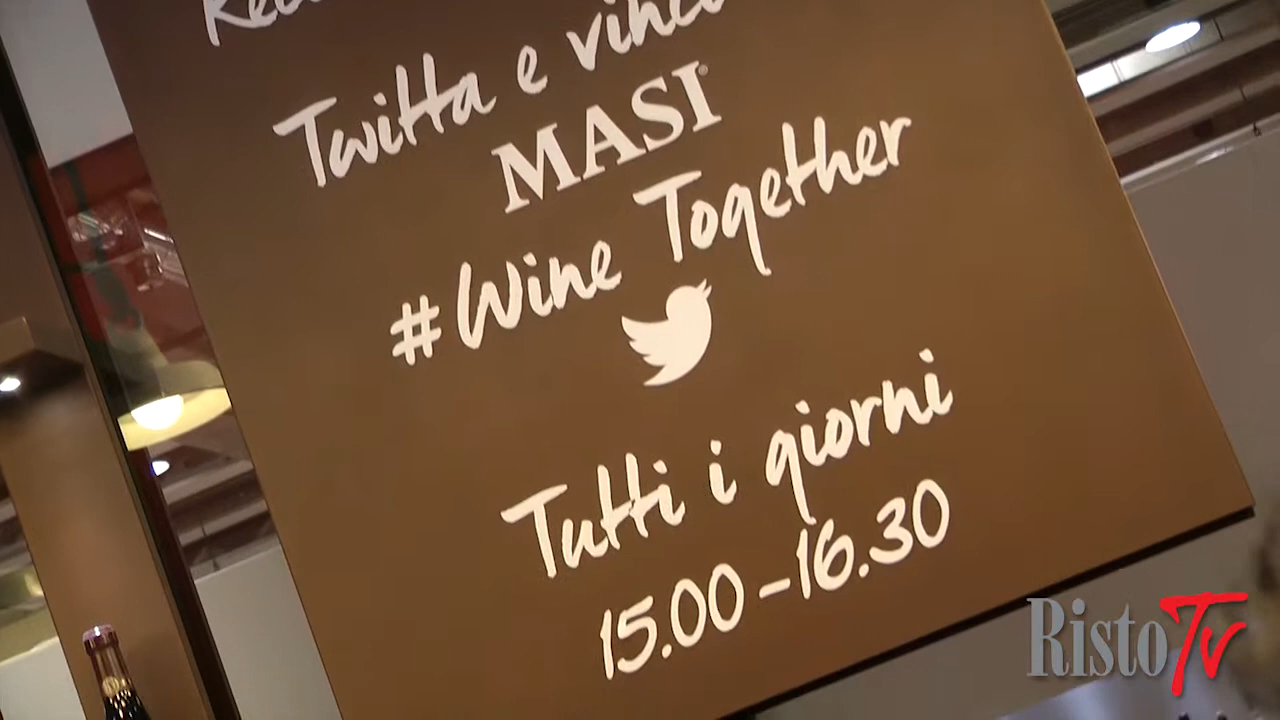 Twitta e vinci
MASI®
#Wine Together
Tutti i giorni
15.00-16.30
RistoTv